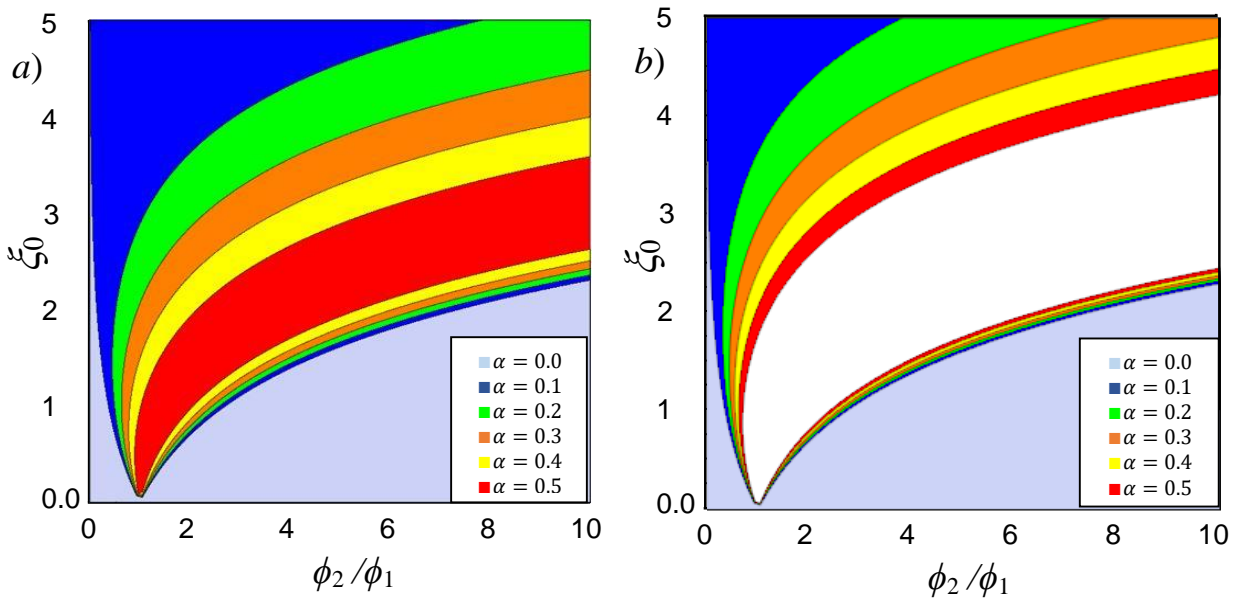 a)
5
4
3
2
1
0.0
ξ₀
0 2 4 6 8 10
ϕ₂/ϕ₁
α = 0.0
α = 0.1
α = 0.2
α = 0.3
α = 0.4
α = 0.5
b)
5
4
3
2
1
0.0
ξ₀
0 2 4 6 8 10
ϕ₂/ϕ₁
α = 0.0
α = 0.1
α = 0.2
α = 0.3
α = 0.4
α = 0.5